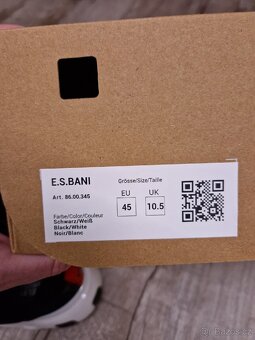 E.S.BANI
Art. 86.00.345
Grösse/Size/Taille
EU UK
45 10.5
Farbe/Color/Couleur
Schwarz/Weiß
Black/White
Noir/Blanc